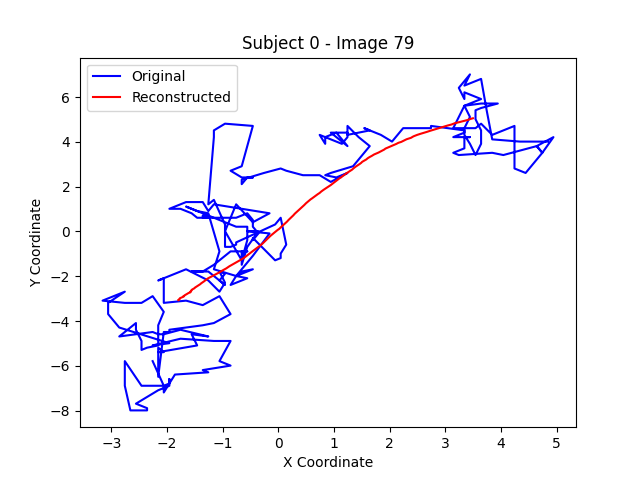 Subject 0 - Image 79
Original
Reconstructed
6
4
2
0
−2
−4
−6
−8
Y Coordinate
−3 −2 −1 0 1 2 3 4 5
X Coordinate